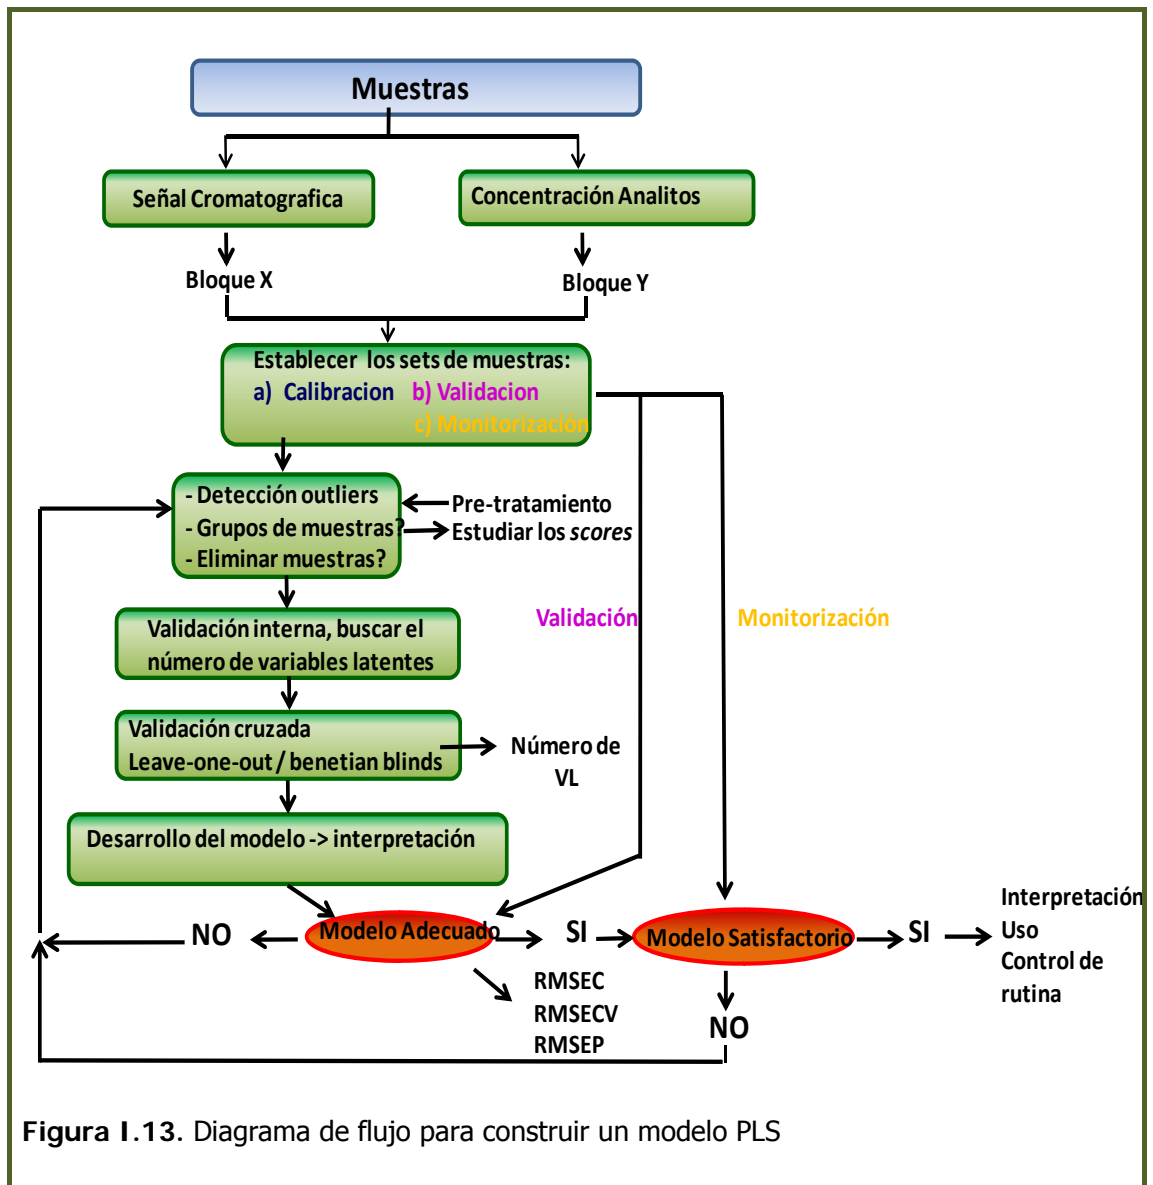 Muestras
Señal Cromatografica
Concentración Analitos
Bloque X
Bloque Y
Establecer los sets de muestras:
a) Calibracion b) Validacion
c) Monitorización
- Detección outliers
- Grupos de muestras?
- Eliminar muestras?
Pre-tratamiento
Estudiar los scores
Validación
Monitorización
Validación interna, buscar el
número de variables latentes
Validación cruzada
Leave-one-out / benetian blinds
Número de
VL
Desarrollo del modelo -> interpretación
NO
Modelo Adecuado
SI
Modelo Satisfactorio
SI
Interpretación
Uso
Control de
rutina
RMSEC
RMSECV
RMSEP
NO
Figura I.13. Diagrama de flujo para construir un modelo PLS